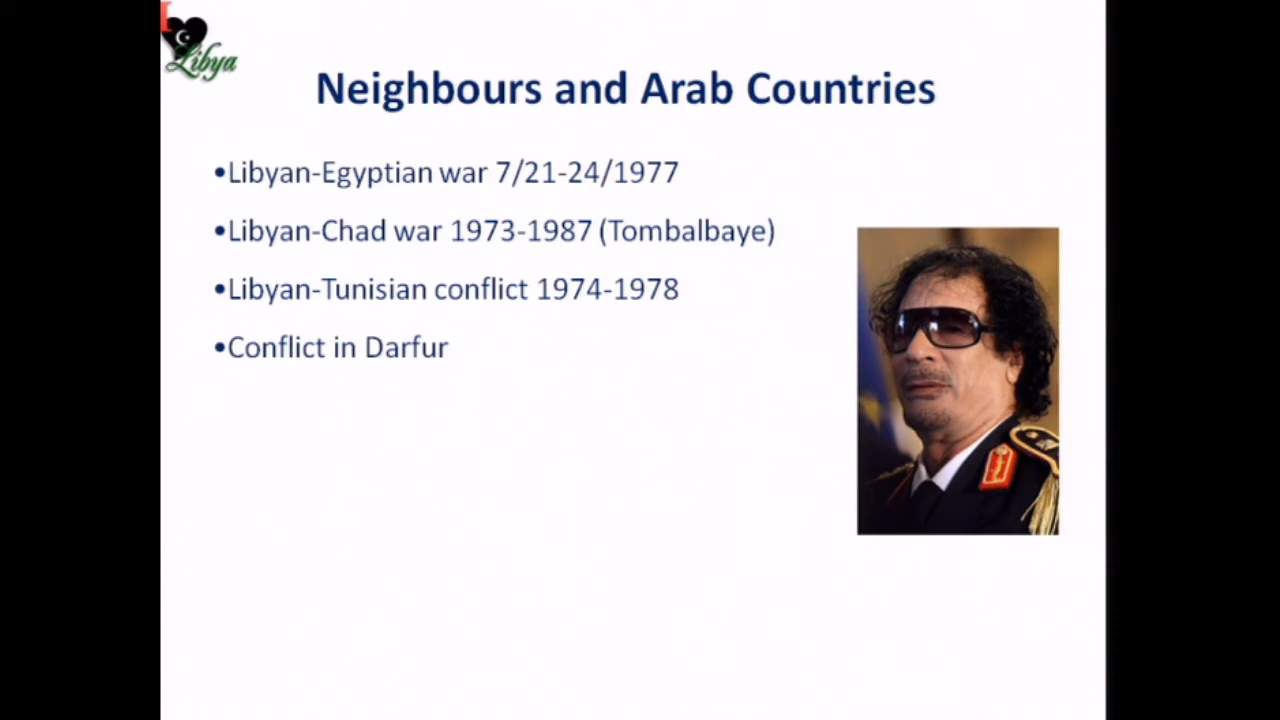 I
Libya
Neighbours and Arab Countries
•Libyan-Egyptian war 7/21-24/1977
•Libyan-Chad war 1973-1987 (Tombalbaye)
•Libyan-Tunisian conflict 1974-1978
•Conflict in Darfur